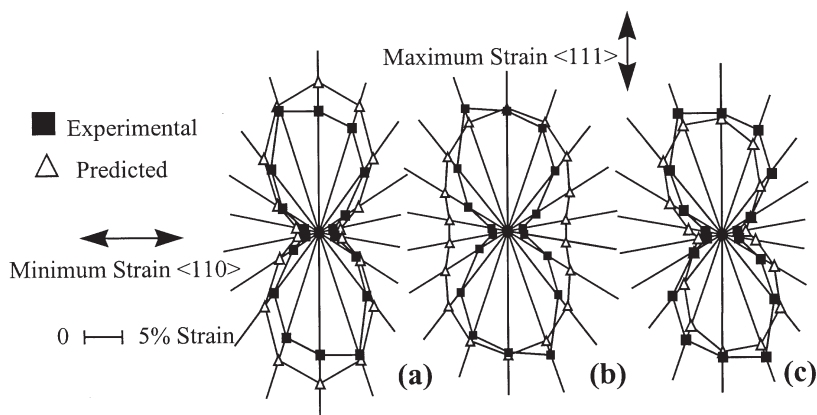 Maximum Strain <111>
Experimental
Predicted
Minimum Strain <110>
0 5% Strain
(a) (b) (c)